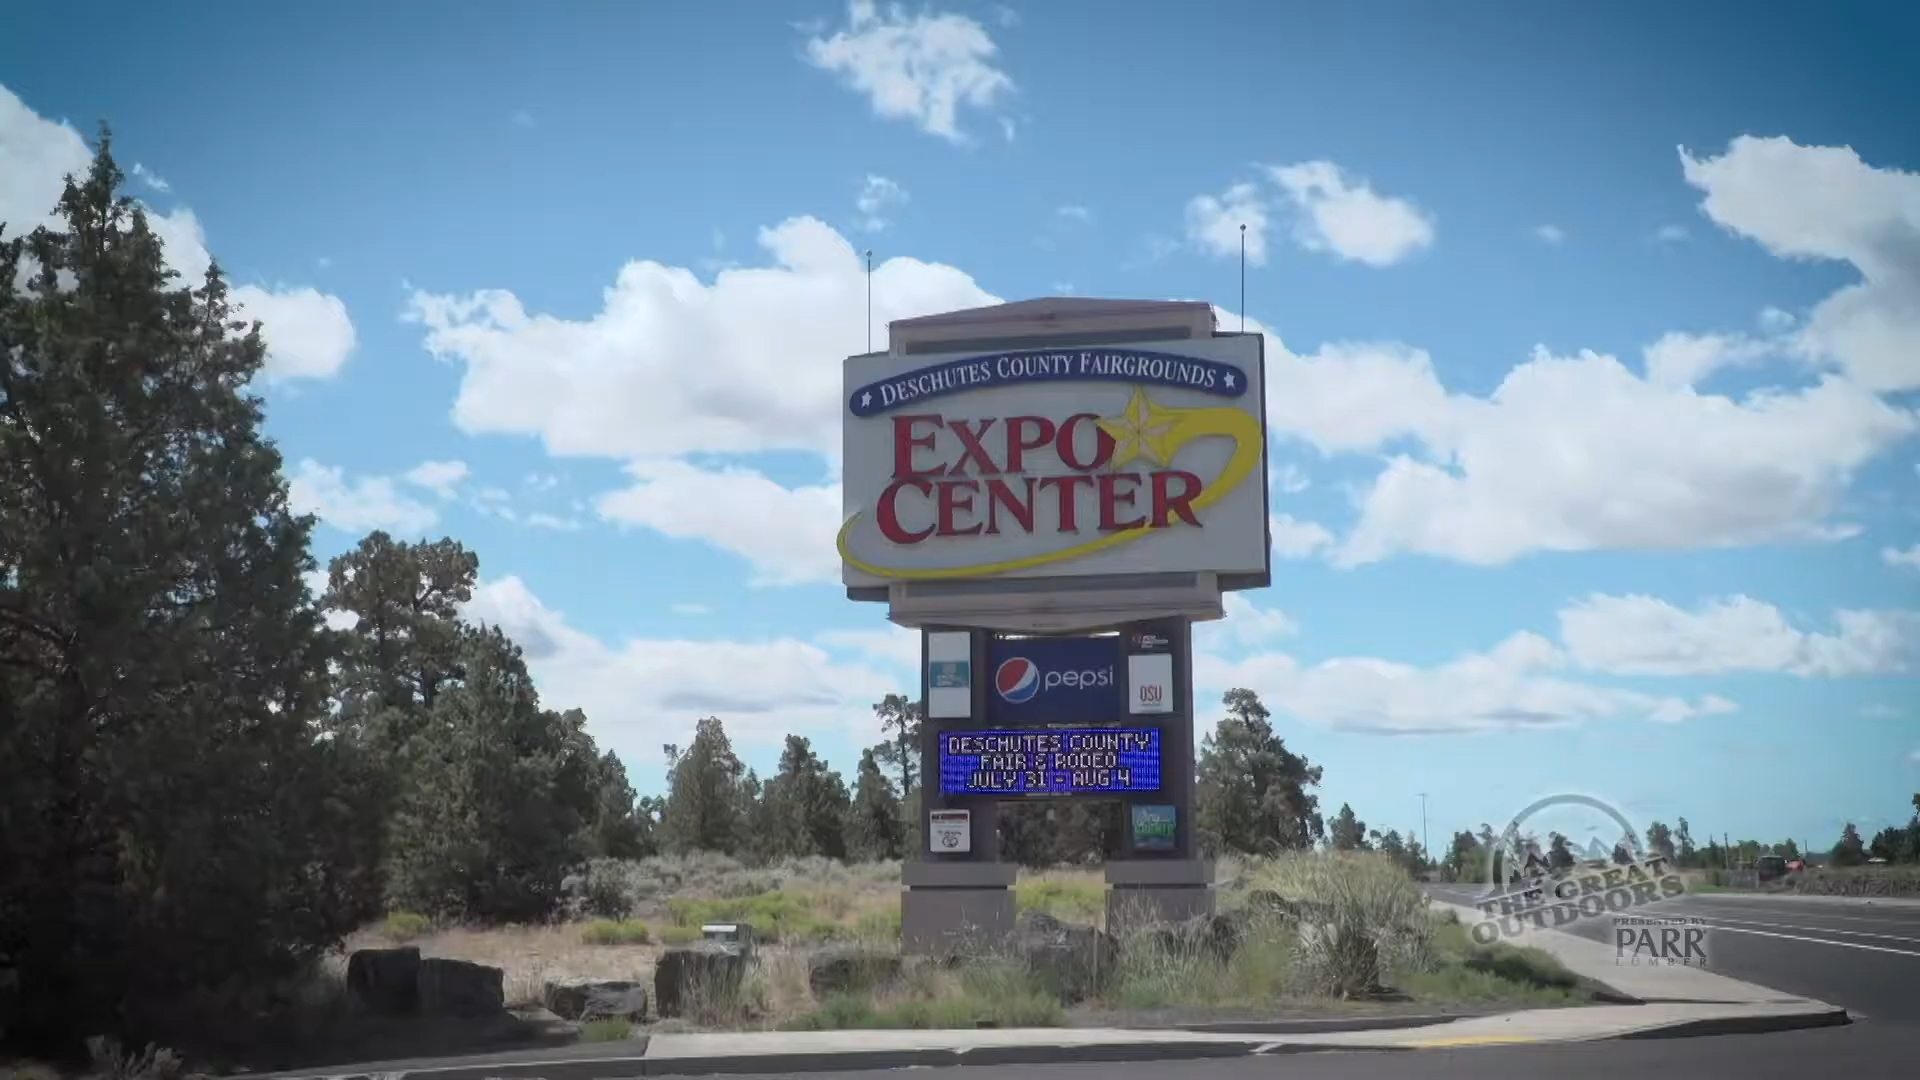 DESCHUTES COUNTY FAIRGROUNDS
EXPO
CENTER
pepsi
OSU
DESCHUTES COUNTY
FAIR & RODEO
JULY 31 - AUG 4
THE GREAT
OUTDOORS
PRESENTED BY
PARR
LUMBER